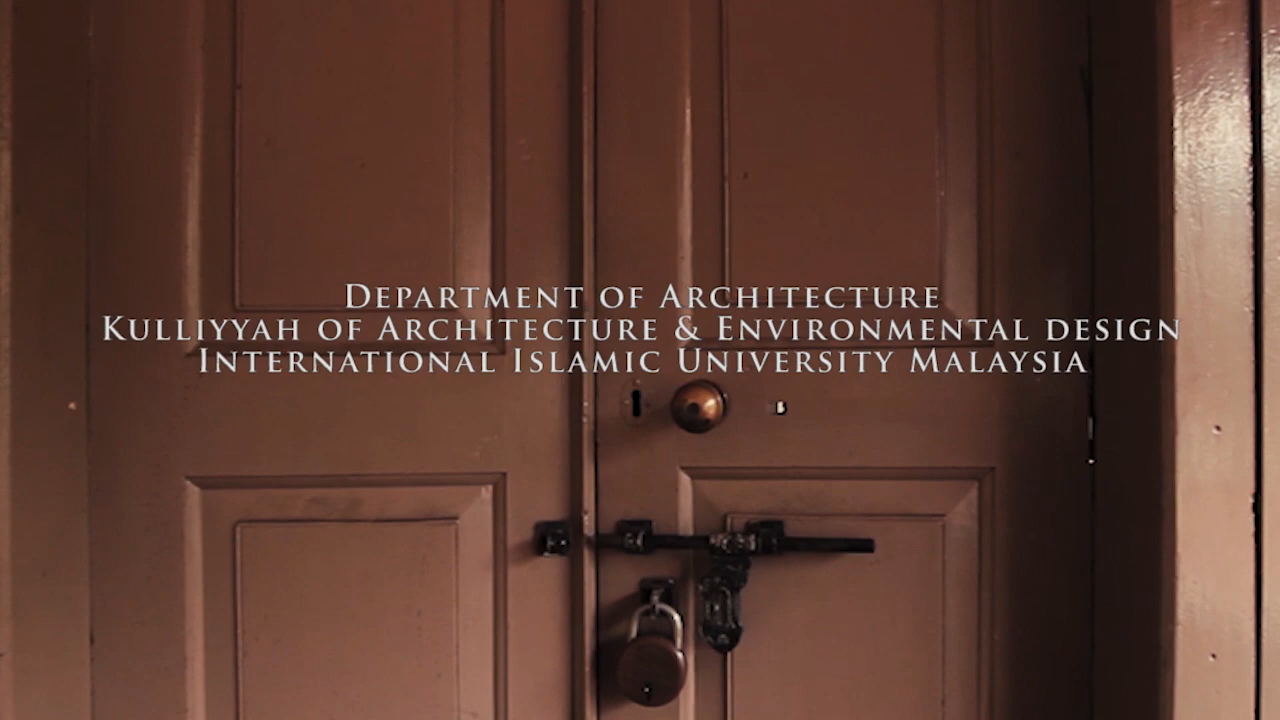 Department of Architecture
Kulliyyah of Architecture & Environmental design
International Islamic University Malaysia